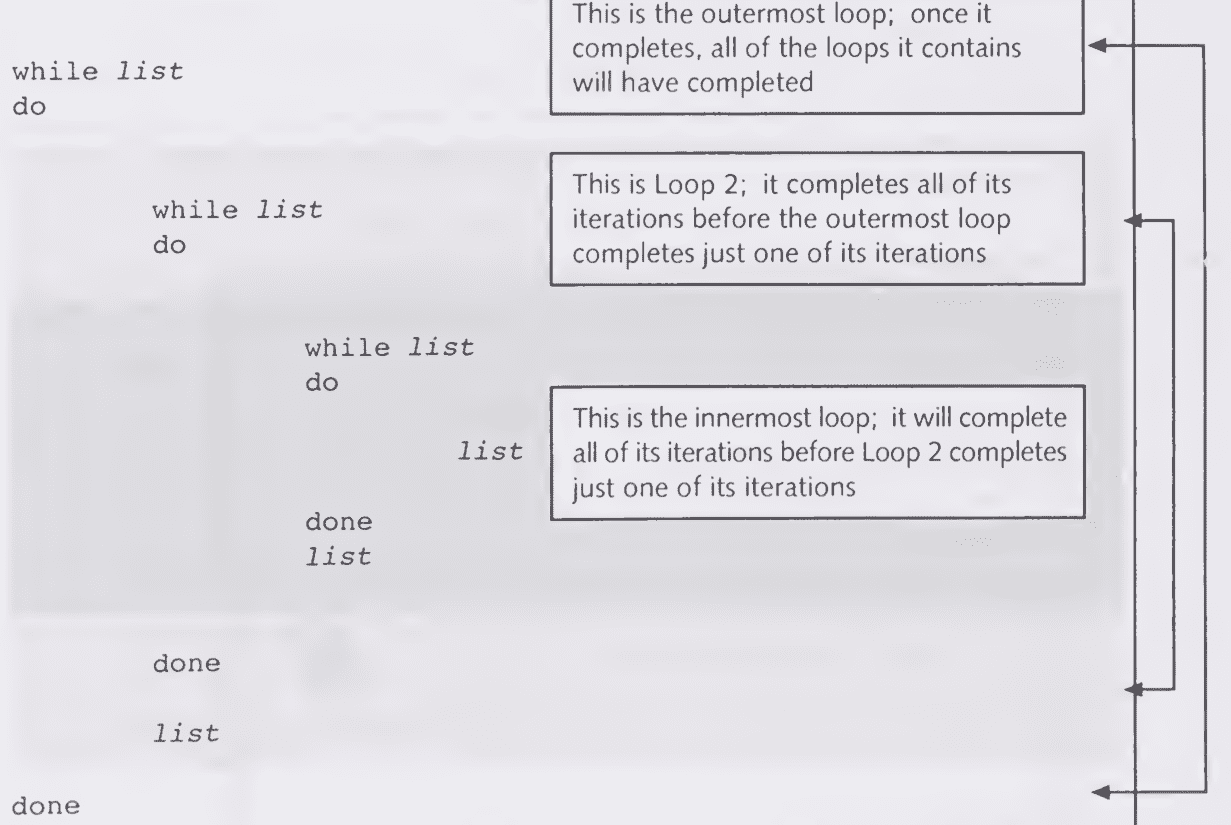 This is the outermost loop; once it
completes, all of the loops it contains
will have completed
while list
do
This is Loop 2; it completes all of its
iterations before the outermost loop
completes just one of its iterations
while list
do
while list
do
This is the innermost loop; it will complete
all of its iterations before Loop 2 completes
just one of its iterations
list
done
list
done
list
done